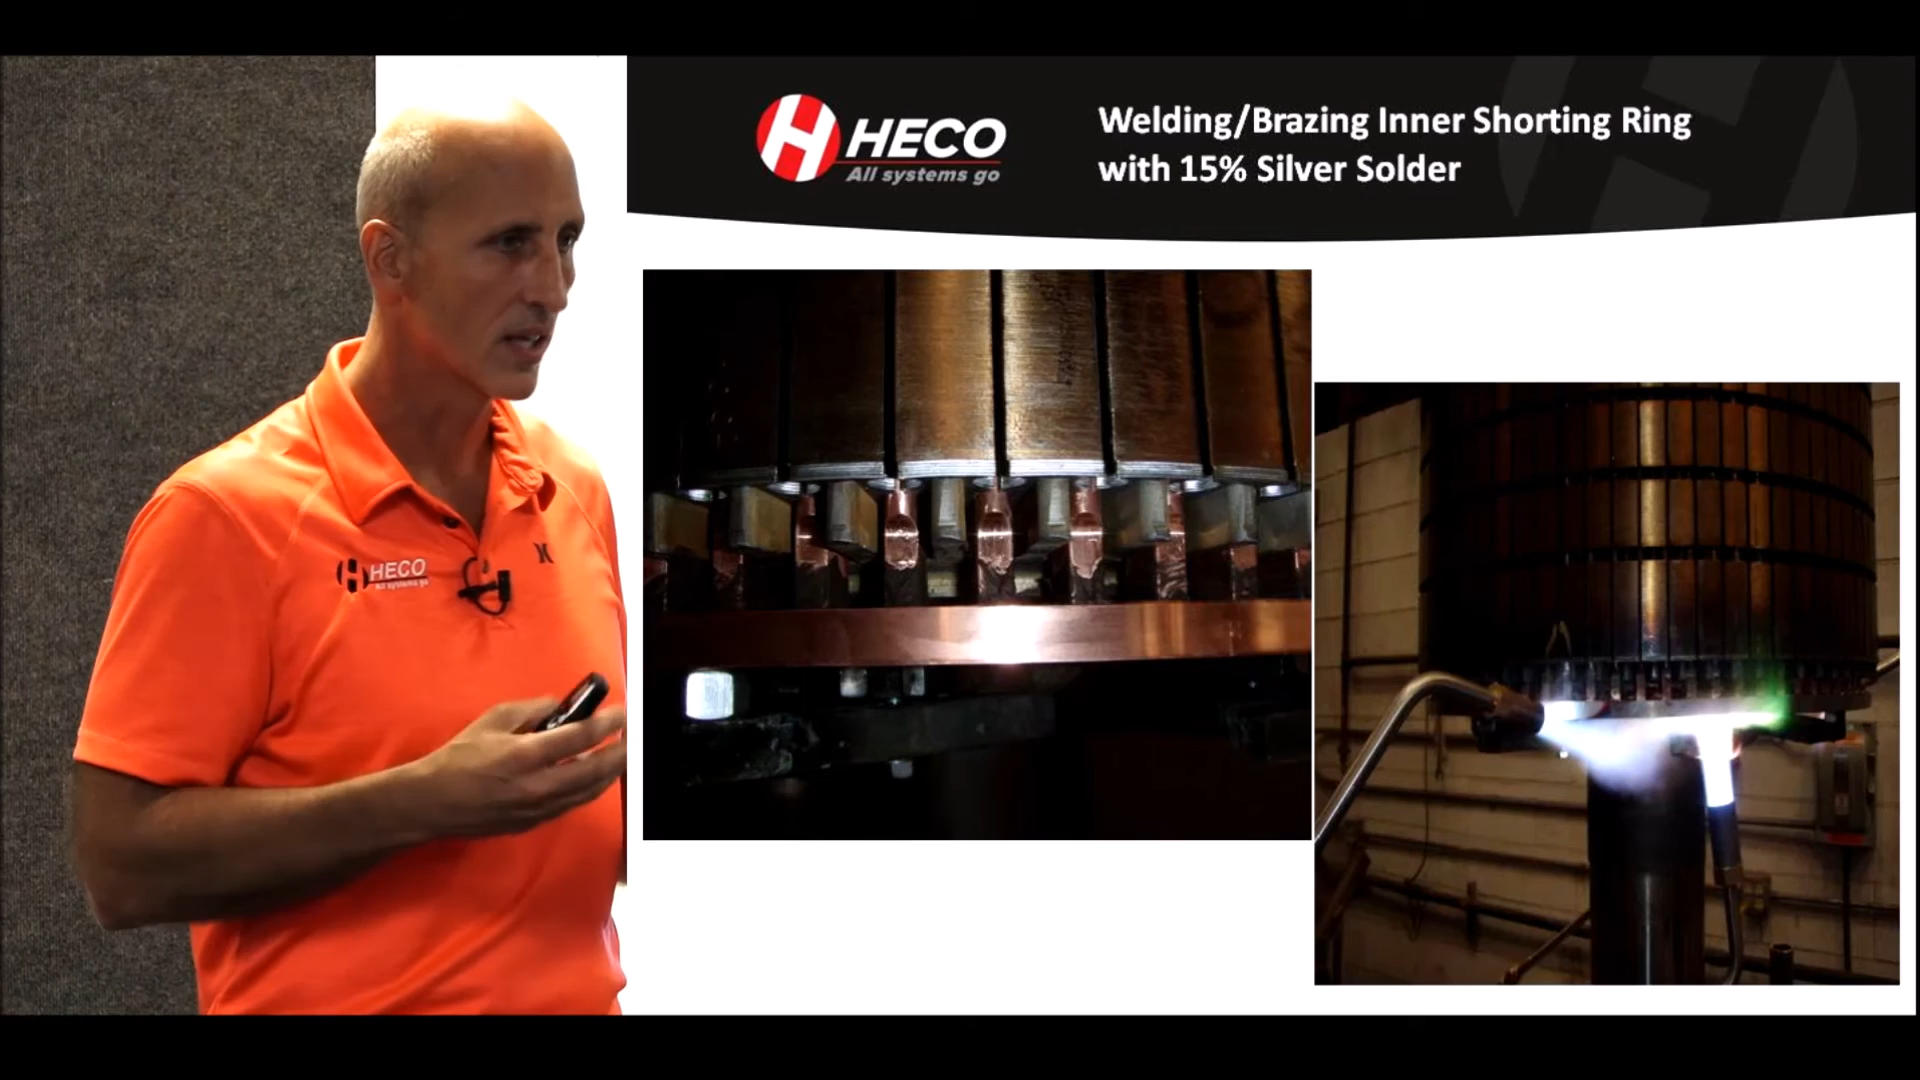 HECO
All systems go
Welding/Brazing Inner Shorting Ring
with 15% Silver Solder
HECO
All systems go